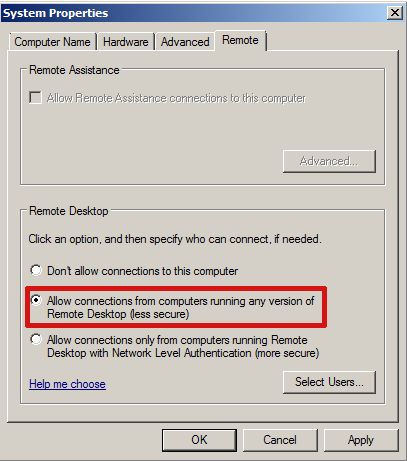 System Properties
Computer Name
Hardware
Advanced
Remote
Remote Assistance
Allow Remote Assistance connections to this computer
Advanced...
Remote Desktop
Click an option, and then specify who can connect, if needed.
Don't allow connections to this computer
Allow connections from computers running any version of
Remote Desktop (less secure)
Allow connections only from computers running Remote
Desktop with Network Level Authentication (more secure)
Help me choose
Select Users...
OK
Cancel
Apply